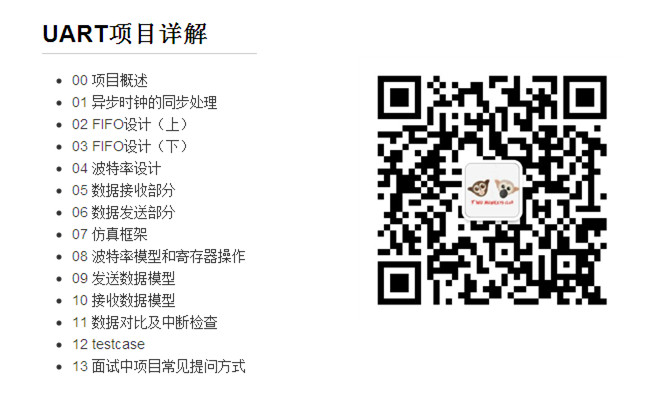 UART项目详解
00 项目概述
01 异步时钟的同步处理
02 FIFO设计（上）
03 FIFO设计（下）
04 波特率设计
05 数据接收部分
06 数据发送部分
07 仿真框架
08 波特率模型和寄存器操作
09 发送数据模型
10 接收数据模型
11 数据对比及中断检查
12 testcase
13 面试中项目常见提问方式